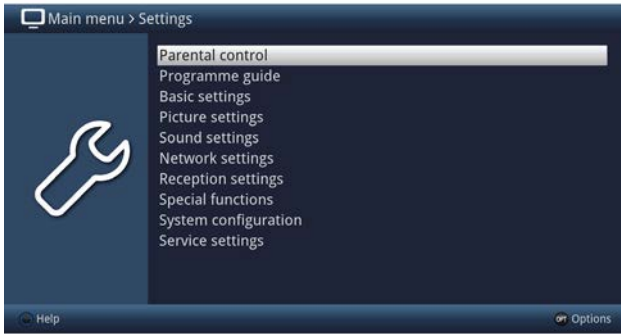 Main menu > Settings
Parental control
Programme guide
Basic settings
Picture settings
Sound settings
Network settings
Reception settings
Special functions
System configuration
Service settings
Help
OPT Options